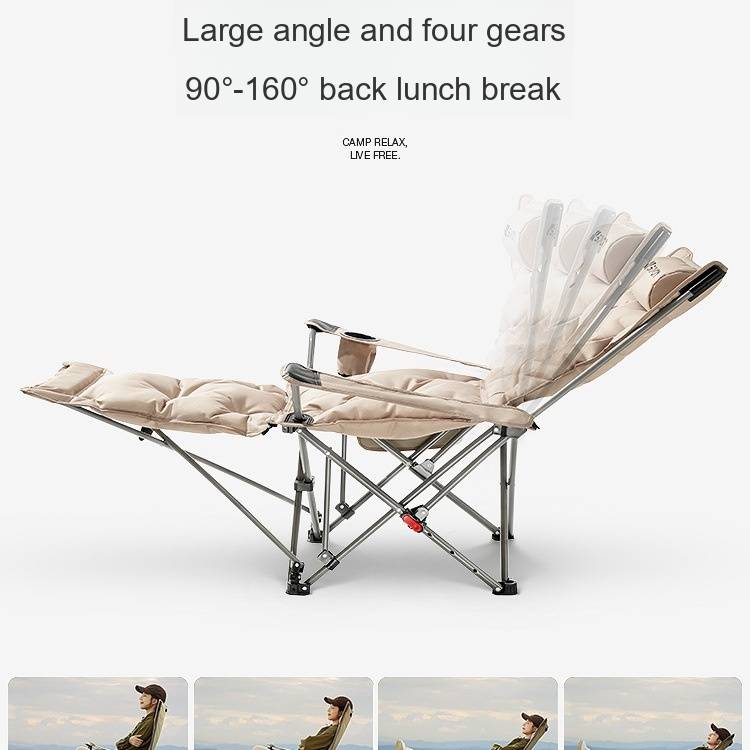 Large angle and four gears
90°-160° back lunch break
CAMP RELAX,
LIVE FREE.